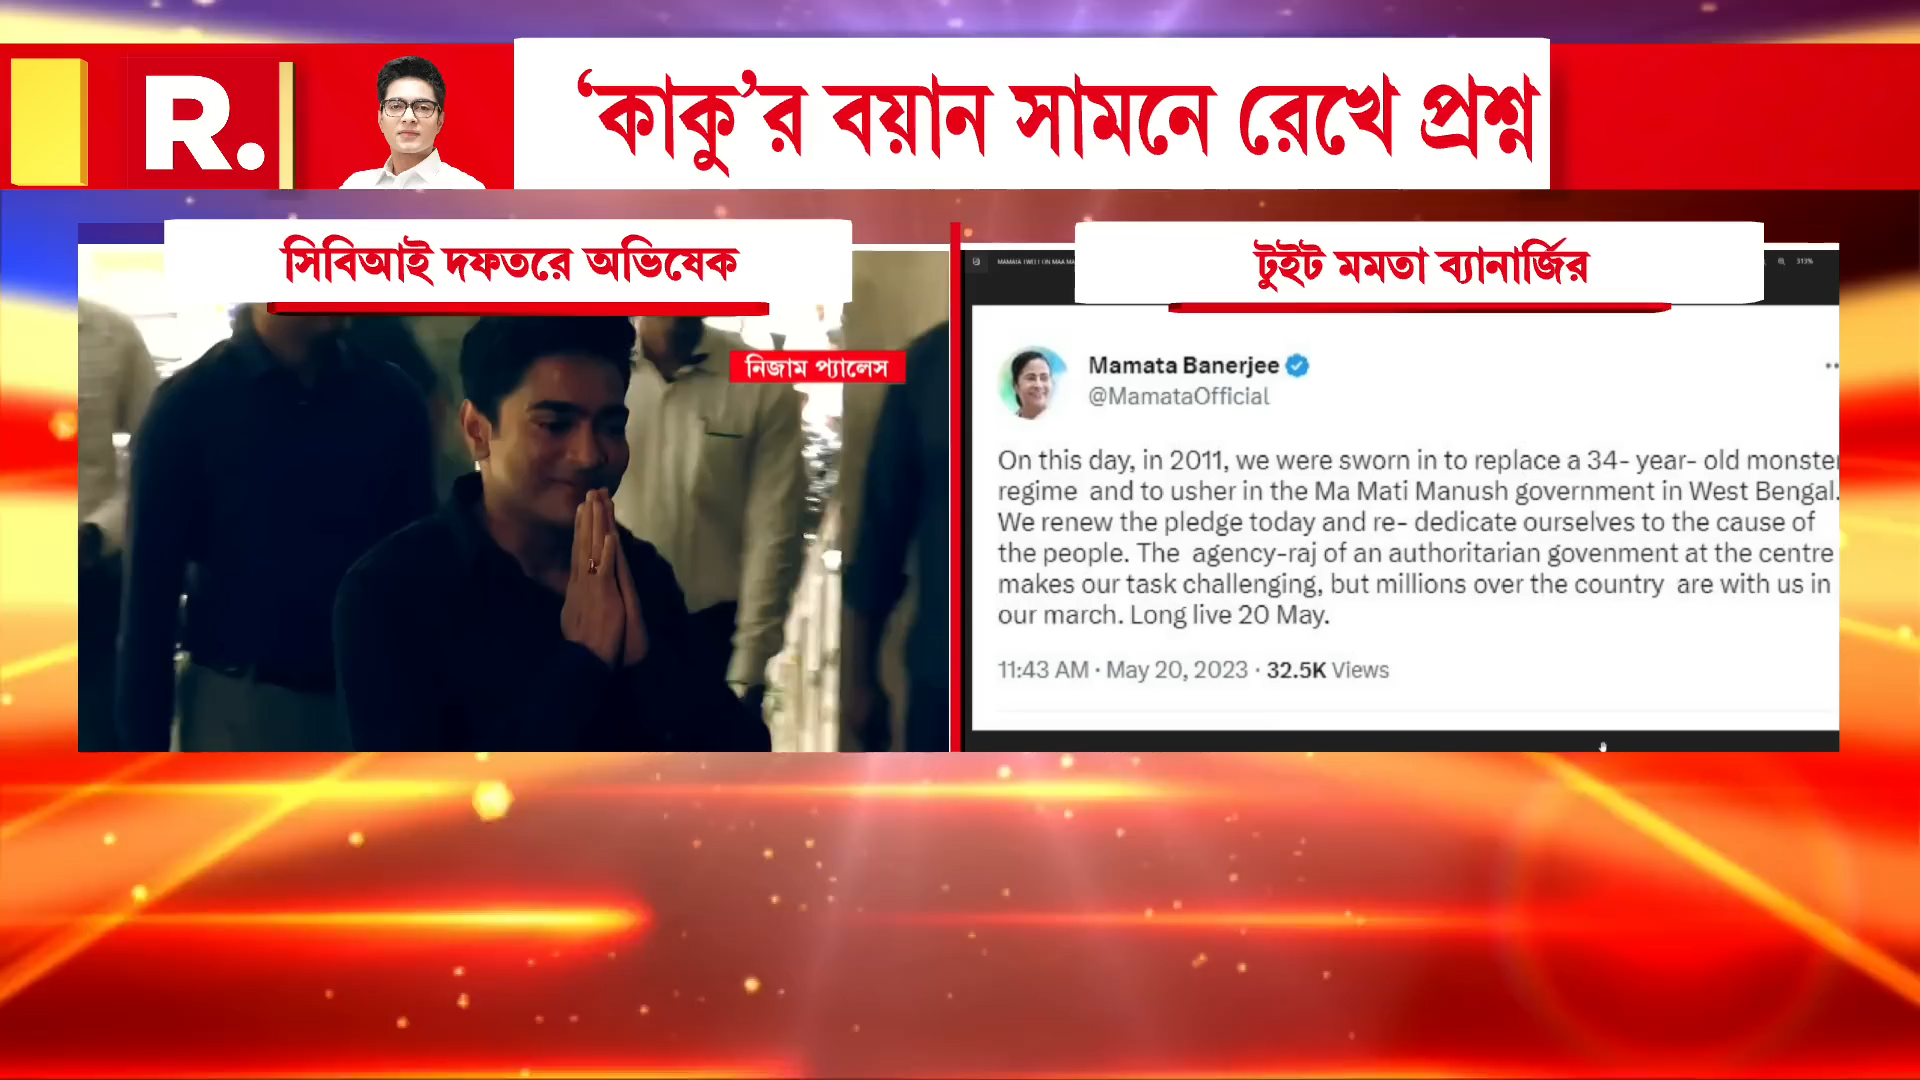 R.
‘কাকু’র বয়ান সামনে রেখে প্রশ্ন
সিবিআই দফতরে অভিষেক
নিজাম প্যালেস
টুইট মমতা ব্যানার্জির
313%
Mamata Banerjee
@MamataOfficial
On this day, in 2011, we were sworn in to replace a 34- year- old monster
regime and to usher in the Ma Mati Manush government in West Bengal.
We renew the pledge today and re- dedicate ourselves to the cause of
the people. The agency-raj of an authoritarian govenment at the centre
makes our task challenging, but millions over the country are with us in
our march. Long live 20 May.
11:43 AM · May 20, 2023 · 32.5K Views